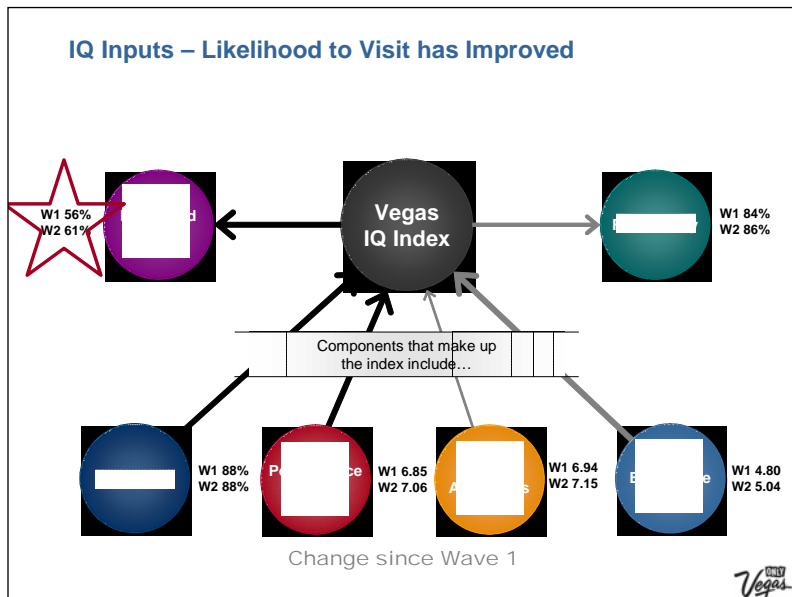 IQ Inputs – Likelihood to Visit has Improved
W1 56%
W2 61%
Vegas
IQ Index
W1 84%
W2 86%
Components that make up
the index include…
W1 88%
W2 88%
W1 6.85
W2 7.06
W1 6.94
W2 7.15
W1 4.80
W2 5.04
Change since Wave 1
ONLY
Vegas